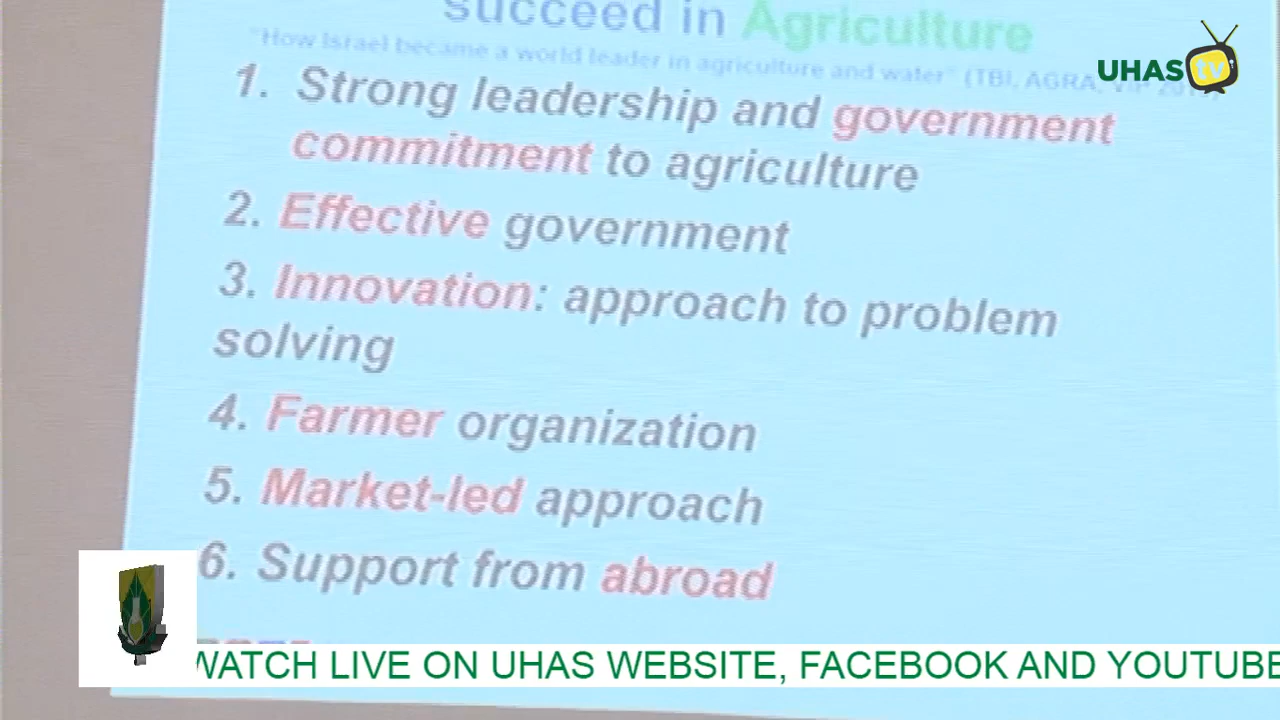 succeed in Agriculture
"How Israel became a world leader in agriculture and water" (TBI, AGRA,
UHAS tv
1. Strong leadership and government
commitment to agriculture
2. Effective government
3. Innovation: approach to problem
solving
4. Farmer organization
5. Market-led approach
6. Support from abroad
WATCH LIVE ON UHAS WEBSITE, FACEBOOK AND YOUTUBE